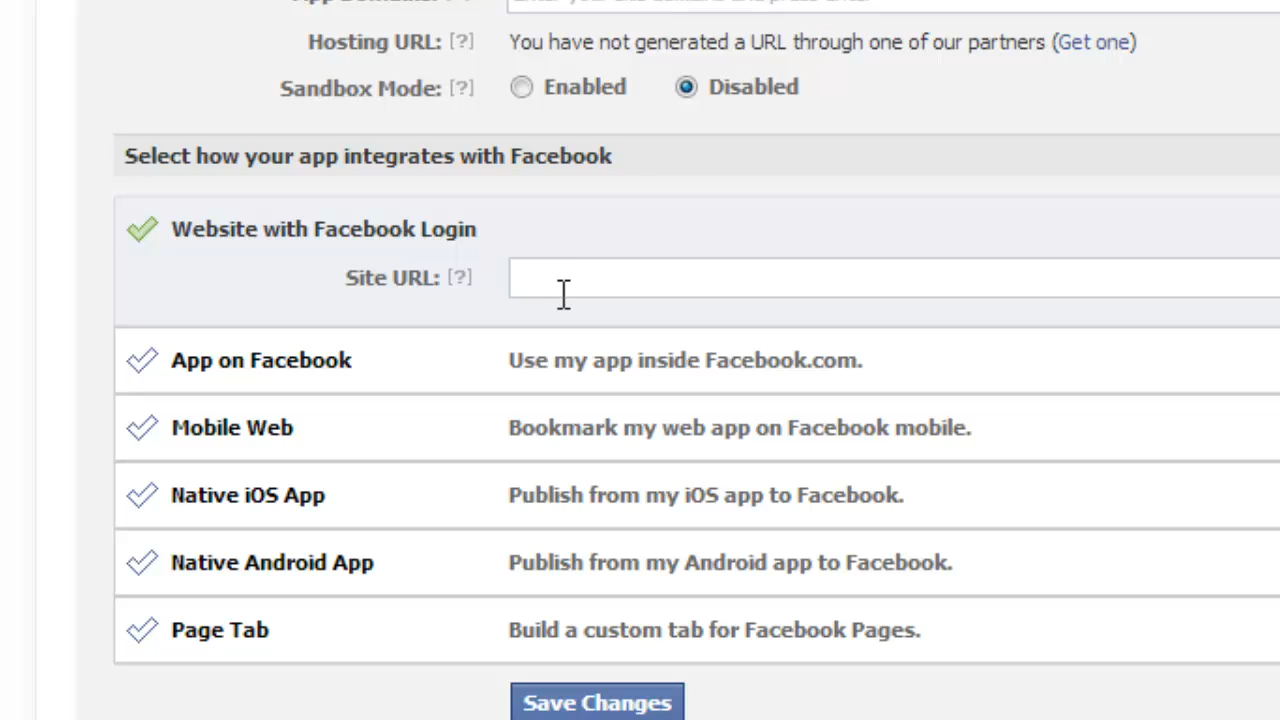 App Domains: [?]
Hosting URL: [?] You have not generated a URL through one of our partners (Get one)
Sandbox Mode: [?] Enabled Disabled
Select how your app integrates with Facebook
Website with Facebook Login
Site URL: [?]
App on Facebook Use my app inside Facebook.com.
Mobile Web Bookmark my web app on Facebook mobile.
Native iOS App Publish from my iOS app to Facebook.
Native Android App Publish from my Android app to Facebook.
Page Tab Build a custom tab for Facebook Pages.
Save Changes